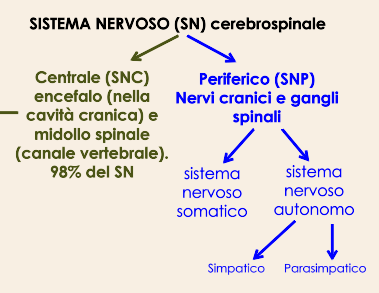 SISTEMA NERVOSO (SN) cerebrospinale
Centrale (SNC)
encefalo (nella
cavità cranica) e
midollo spinale
(canale vertebrale).
98% del SN
Periferico (SNP)
Nervi cranici e gangli
spinali
sistema
nervoso
somatico
sistema
nervoso
autonomo
Simpatico
Parasimpatico